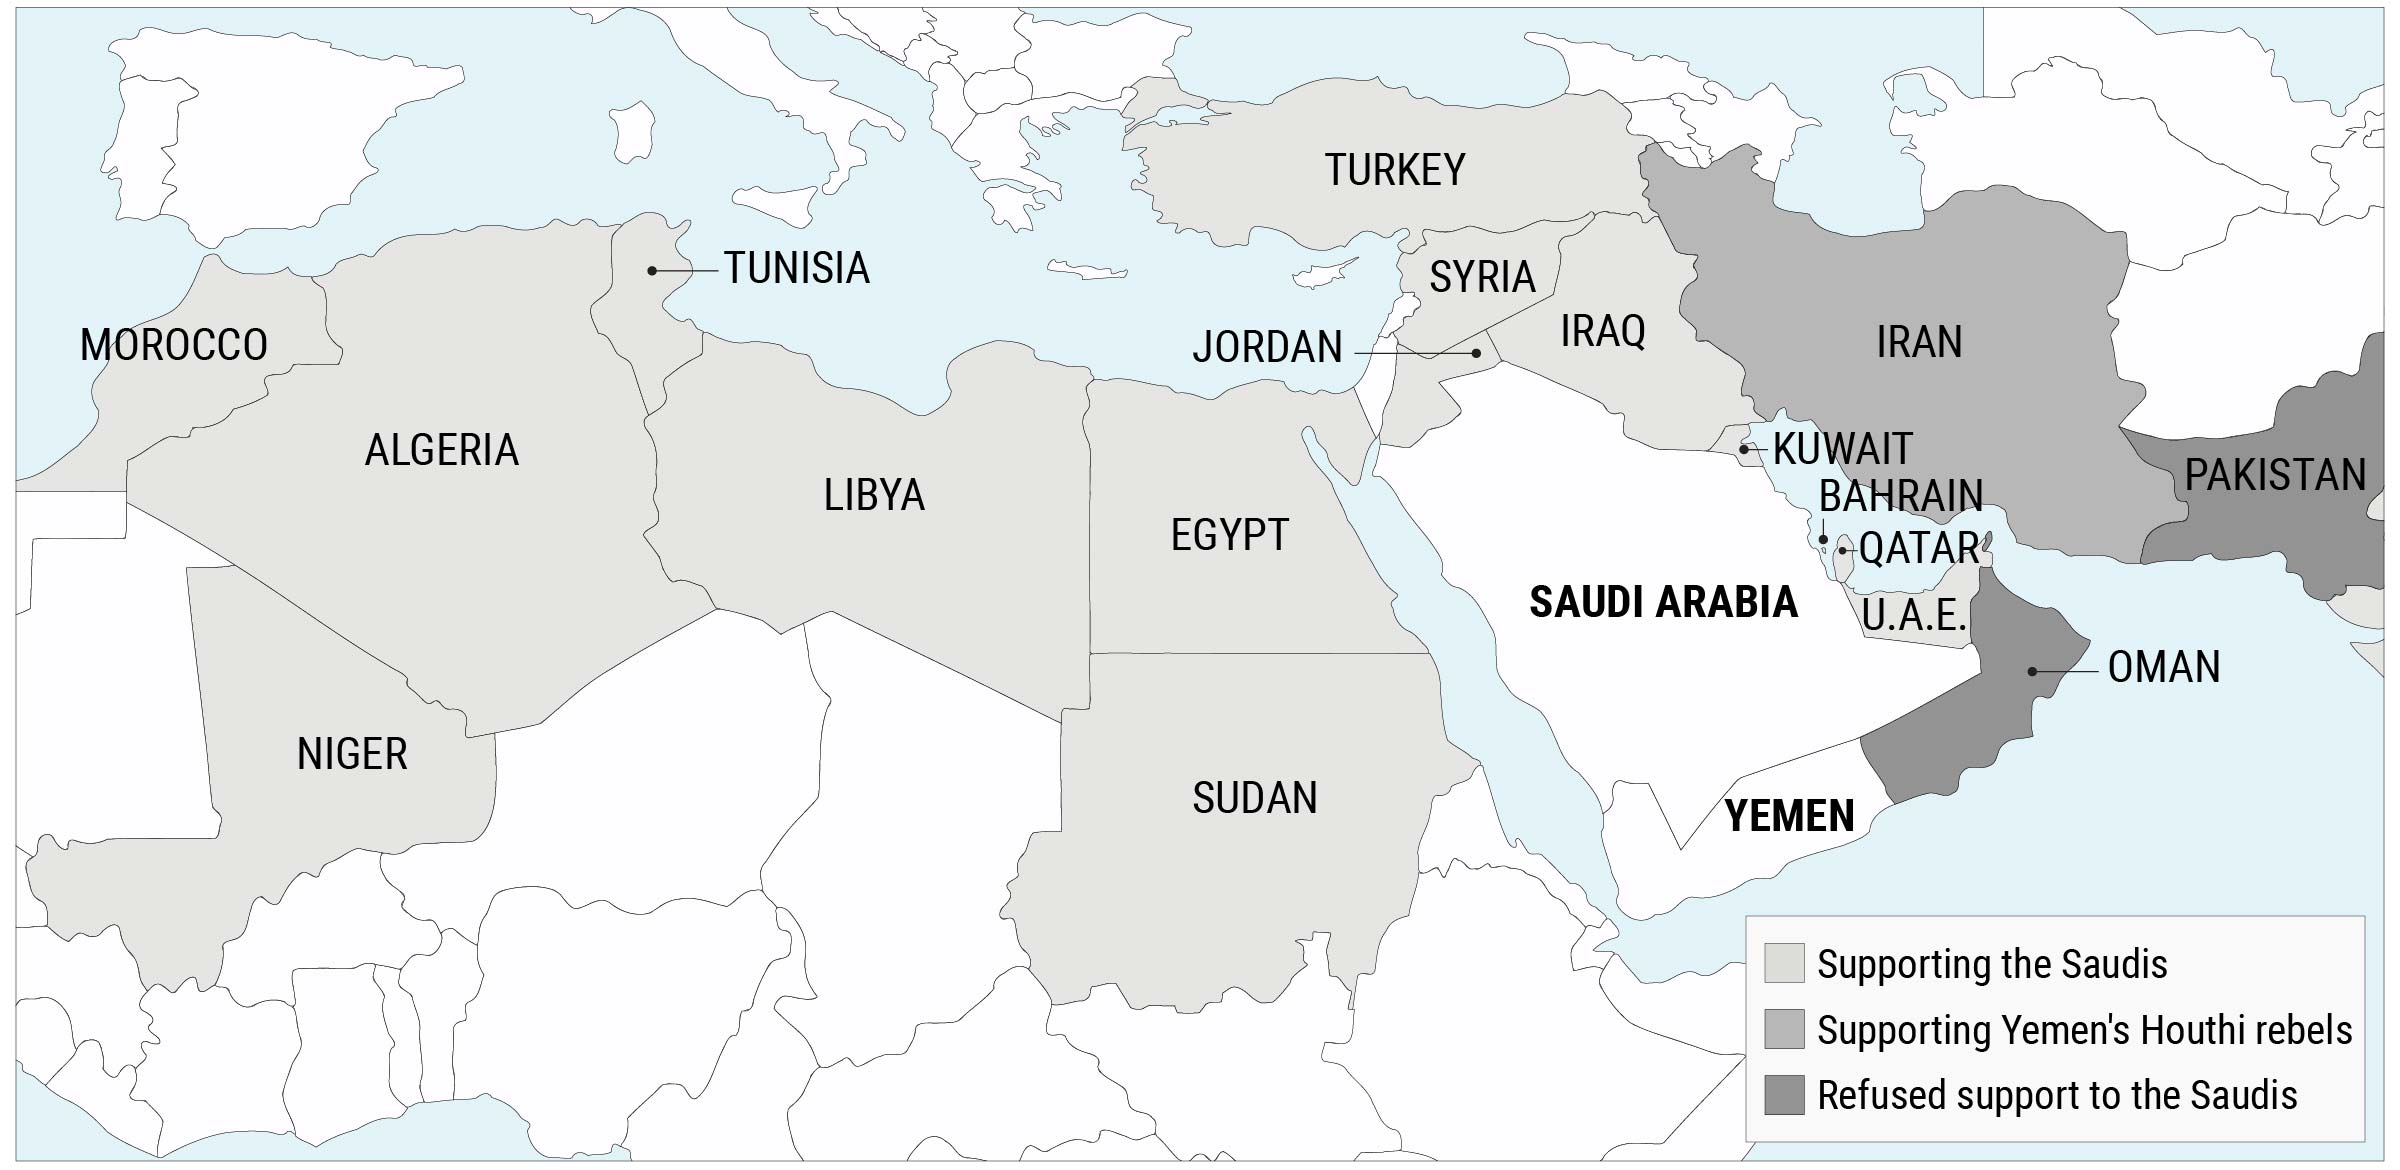 TURKEY
TUNISIA
SYRIA
MOROCCO
JORDAN
IRAQ
IRAN
ALGERIA
KUWAIT
PAKISTAN
LIBYA
BAHRAIN
EGYPT
QATAR
SAUDI ARABIA
U.A.E.
OMAN
NIGER
SUDAN
YEMEN
Supporting the Saudis
Supporting Yemen's Houthi rebels
Refused support to the Saudis